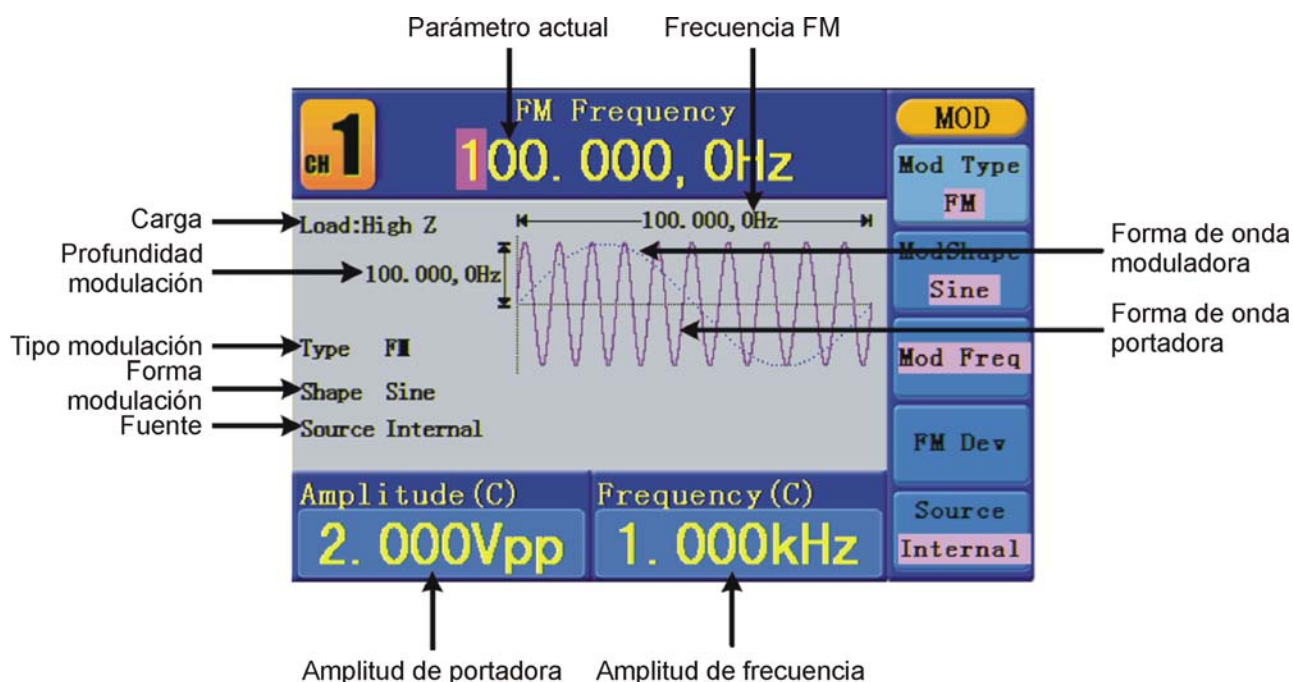 Parámetro actual
Frecuencia FM
CH 1
FM Frequency
100.000,0Hz
MOD
Mod Type
FM
Carga
Load:High Z
100.000,0Hz
Profundidad
modulación
100.000,0Hz
ModShape
Sine
Forma de onda
moduladora
Mod Freq
Forma de onda
portadora
Tipo modulación
Type FM
Forma
modulación
Shape Sine
Fuente
Source Internal
FM Dev
Amplitude(C)
Frequency(C)
2.000Vpp
1.000kHz
Source
Internal
Amplitud de portadora
Amplitud de frecuencia